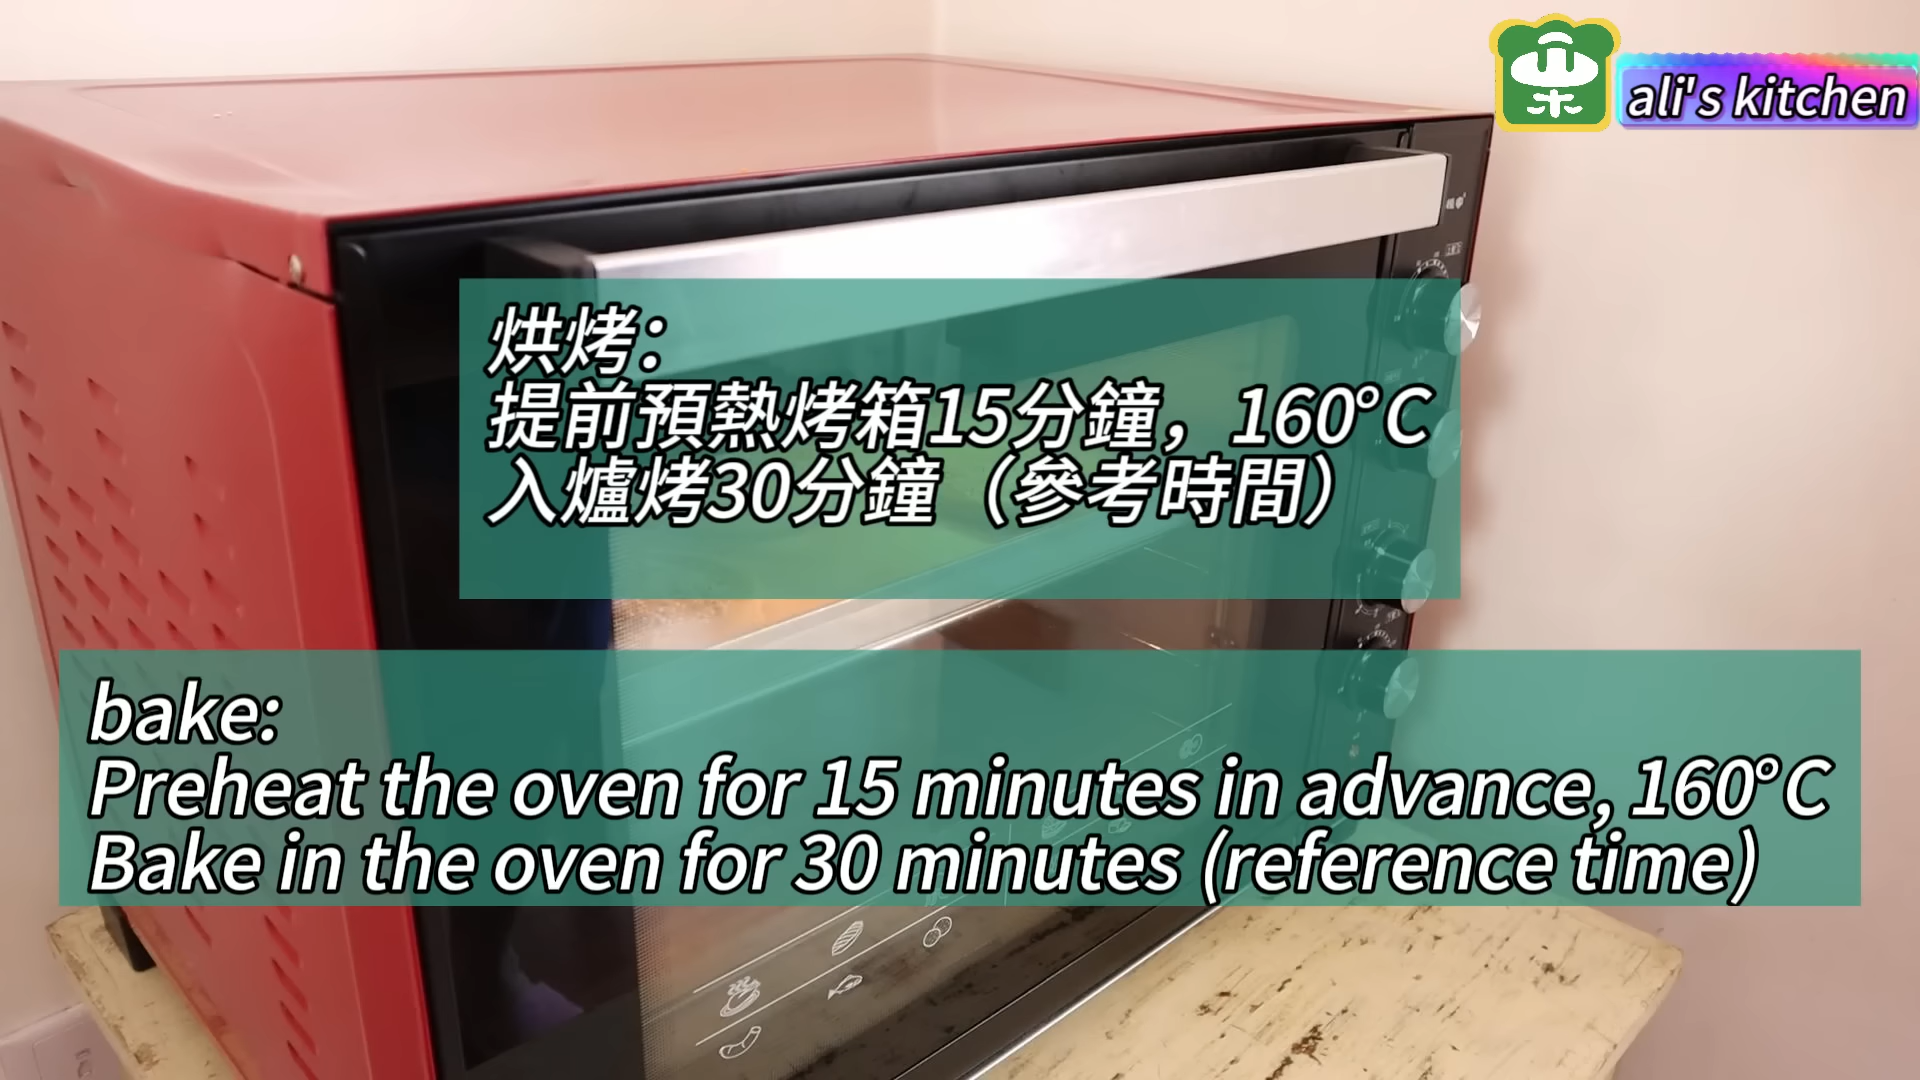 ali's kitchen
烘烤：
提前預熱烤箱15分鐘，160°C
入爐烤30分鐘（參考時間）
bake:
Preheat the oven for 15 minutes in advance, 160°C
Bake in the oven for 30 minutes (reference time)